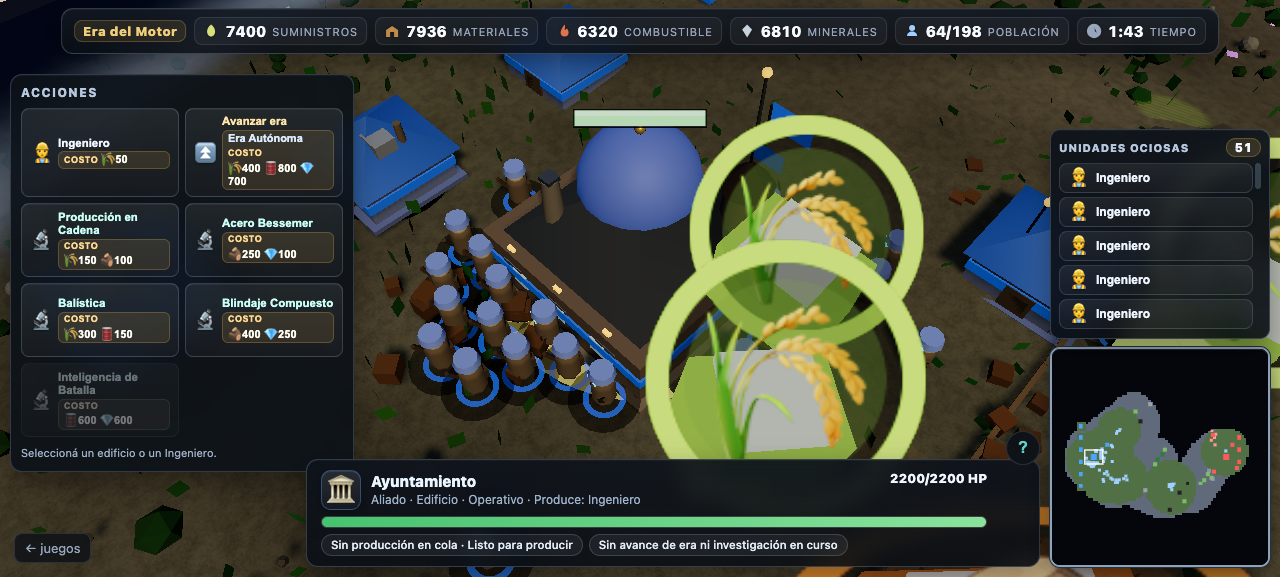 Era del Motor
7400 SUMINISTROS
7936 MATERIALES
6320 COMBUSTIBLE
6810 MINERALES
64/198 POBLACIÓN
1:43 TIEMPO
ACCIONES
Ingeniero
COSTO 50
Avanzar era
Era Autónoma
COSTO
400 800
700
Producción en
Cadena
COSTO
150 100
Acero Bessemer
COSTO
250 100
Balística
COSTO
300 150
Blindaje Compuesto
COSTO
400 250
Inteligencia de
Batalla
COSTO
600 600
Seleccioná un edificio o un Ingeniero.
← juegos
UNIDADES OCIOSAS 51
Ingeniero
Ingeniero
Ingeniero
Ingeniero
Ingeniero
?
Ayuntamiento
2200/2200 HP
Aliado · Edificio · Operativo · Produce: Ingeniero
Sin producción en cola · Listo para producir
Sin avance de era ni investigación en curso